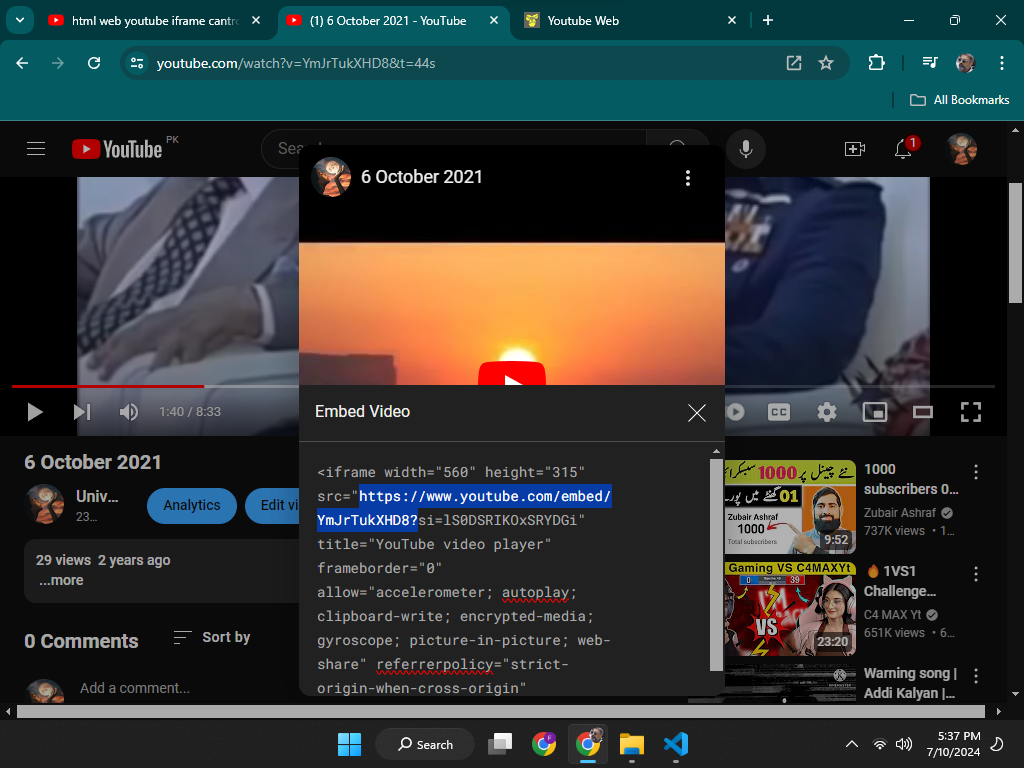 html web youtube iframe cantro
(1) 6 October 2021 - YouTube
Youtube Web
youtube.com/watch?v=YmJrTukXHD8&t=44s
All Bookmarks
YouTube PK
Sea
1
6 October 2021
1:40 / 8:33
CC
Embed Video
<iframe width="560" height="315"
src="https://www.youtube.com/embed/
YmJrTukXHD8?si=lS0DSRIKOxSRYDGi"
title="YouTube video player"
frameborder="0"
allow="accelerometer; autoplay;
clipboard-write; encrypted-media;
gyroscope; picture-in-picture; web-
share" referrerpolicy="strict-
origin-when-cross-origin"
6 October 2021
Univ...
23...
Analytics
Edit vi
29 views 2 years ago
...more
0 Comments
Sort by
Add a comment...
1000 سبسکرائبر
01 گھنٹے میں پورے
Zubair Ashraf
1000
Total subscribers
9:52
1000
subscribers 0...
Zubair Ashraf
737K views • 1...
Gaming VS C4MAXYt
0 39
VS
23:20
🔥 1VS1
Challenge...
C4 MAX Yt
651K views • 6...
Warning song |
Addi Kalyan |...
Search
5:37 PM
7/10/2024